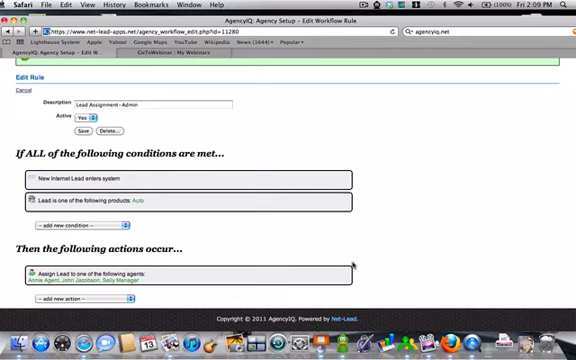 Safari File Edit View History Bookmarks Window Help
Fri 2:09 PM
AgencyIQ: Agency Setup - Edit Workflow Rule
https://www.net-lead-apps.net/agency_workflow_edit.php?id=11280
agencyiq.net
Lighthouse System Apple Yahoo! Google Maps YouTube Wikipedia News (1644) Popular
AgencyIQ: Agency Setup - Edit W...
GoToWebinar : My Webinars
Edit Rule
Cancel
Description Lead Assignment-Admin
Active Yes
Save Delete...
If ALL of the following conditions are met...
New Internet Lead enters system
Lead is one of the following products: Auto
-- add new condition --
Then the following actions occur...
Assign Lead to one of the following agents:
Annie Agent, John Jacobson, Sally Manager
-- add new action --
Copyright © 2011 AgencyIQ. Powered by Net-Lead.
13